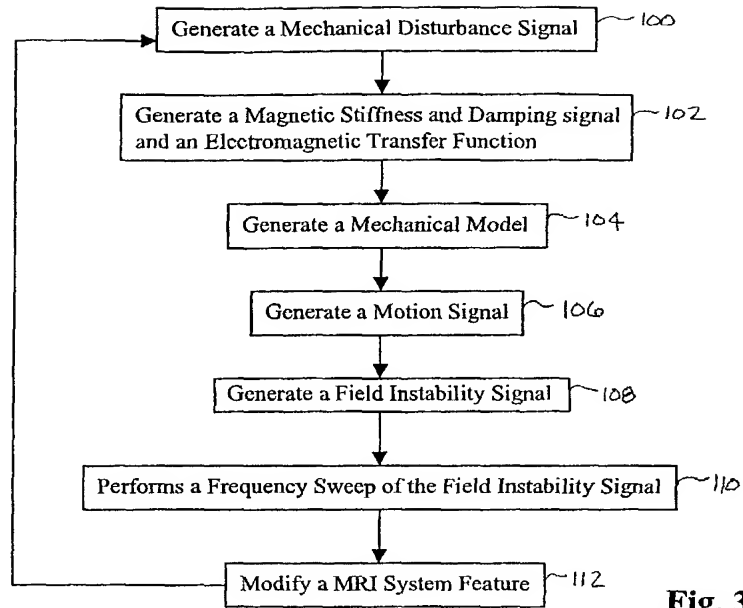 Generate a Mechanical Disturbance Signal 100
Generate a Magnetic Stiffness and Damping signal 102
and an Electromagnetic Transfer Function
Generate a Mechanical Model 104
Generate a Motion Signal 106
Generate a Field Instability Signal 108
Performs a Frequency Sweep of the Field Instability Signal 110
Modify a MRI System Feature 112
Fig. 3